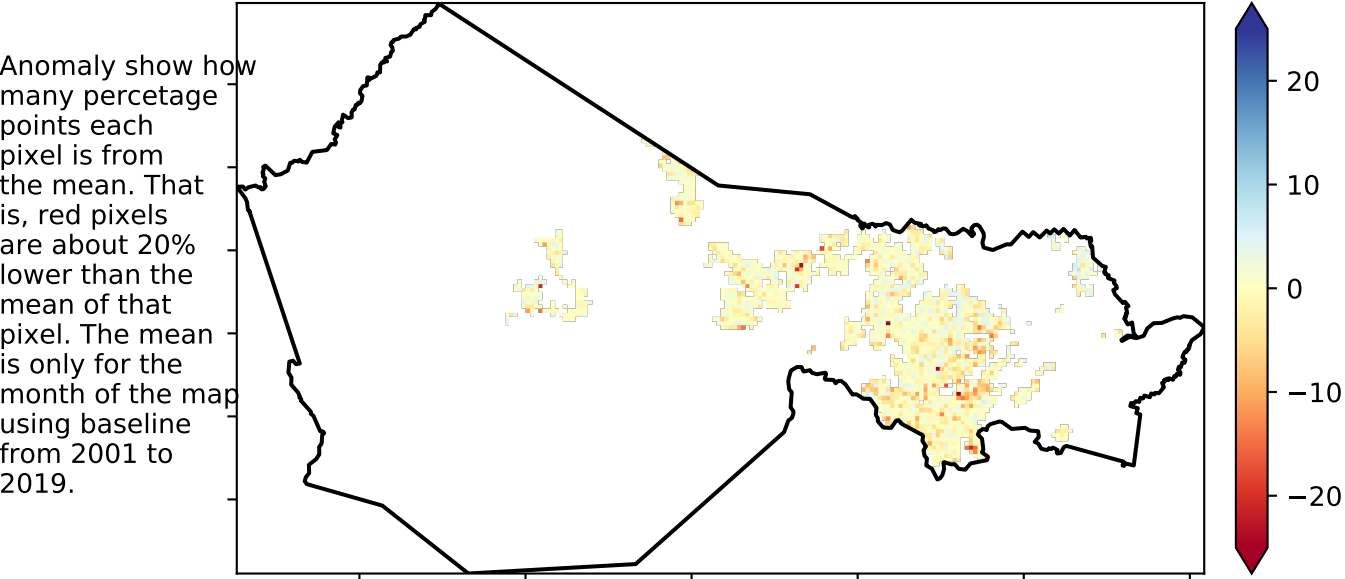 Anomaly show how
many percetage
points each
pixel is from
the mean. That
is, red pixels
are about 20%
lower than the
mean of that
pixel. The mean
is only for the
month of the map
using baseline
from 2001 to
2019.
20
10
0
−10
−20